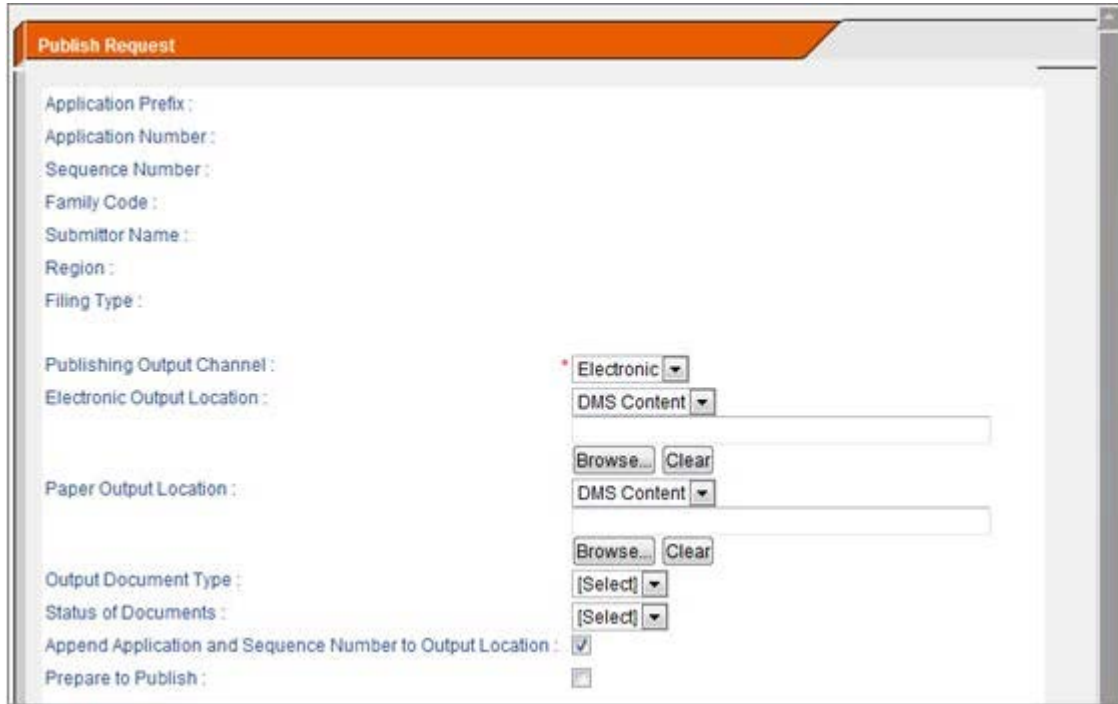 Publish Request
Application Prefix :
Application Number :
Sequence Number :
Family Code :
Submittor Name :
Region :
Filing Type :
Publishing Output Channel : * Electronic
Electronic Output Location : DMS Content
Browse... Clear
Paper Output Location : DMS Content
Browse... Clear
Output Document Type : [Select]
Status of Documents : [Select]
Append Application and Sequence Number to Output Location :
Prepare to Publish :